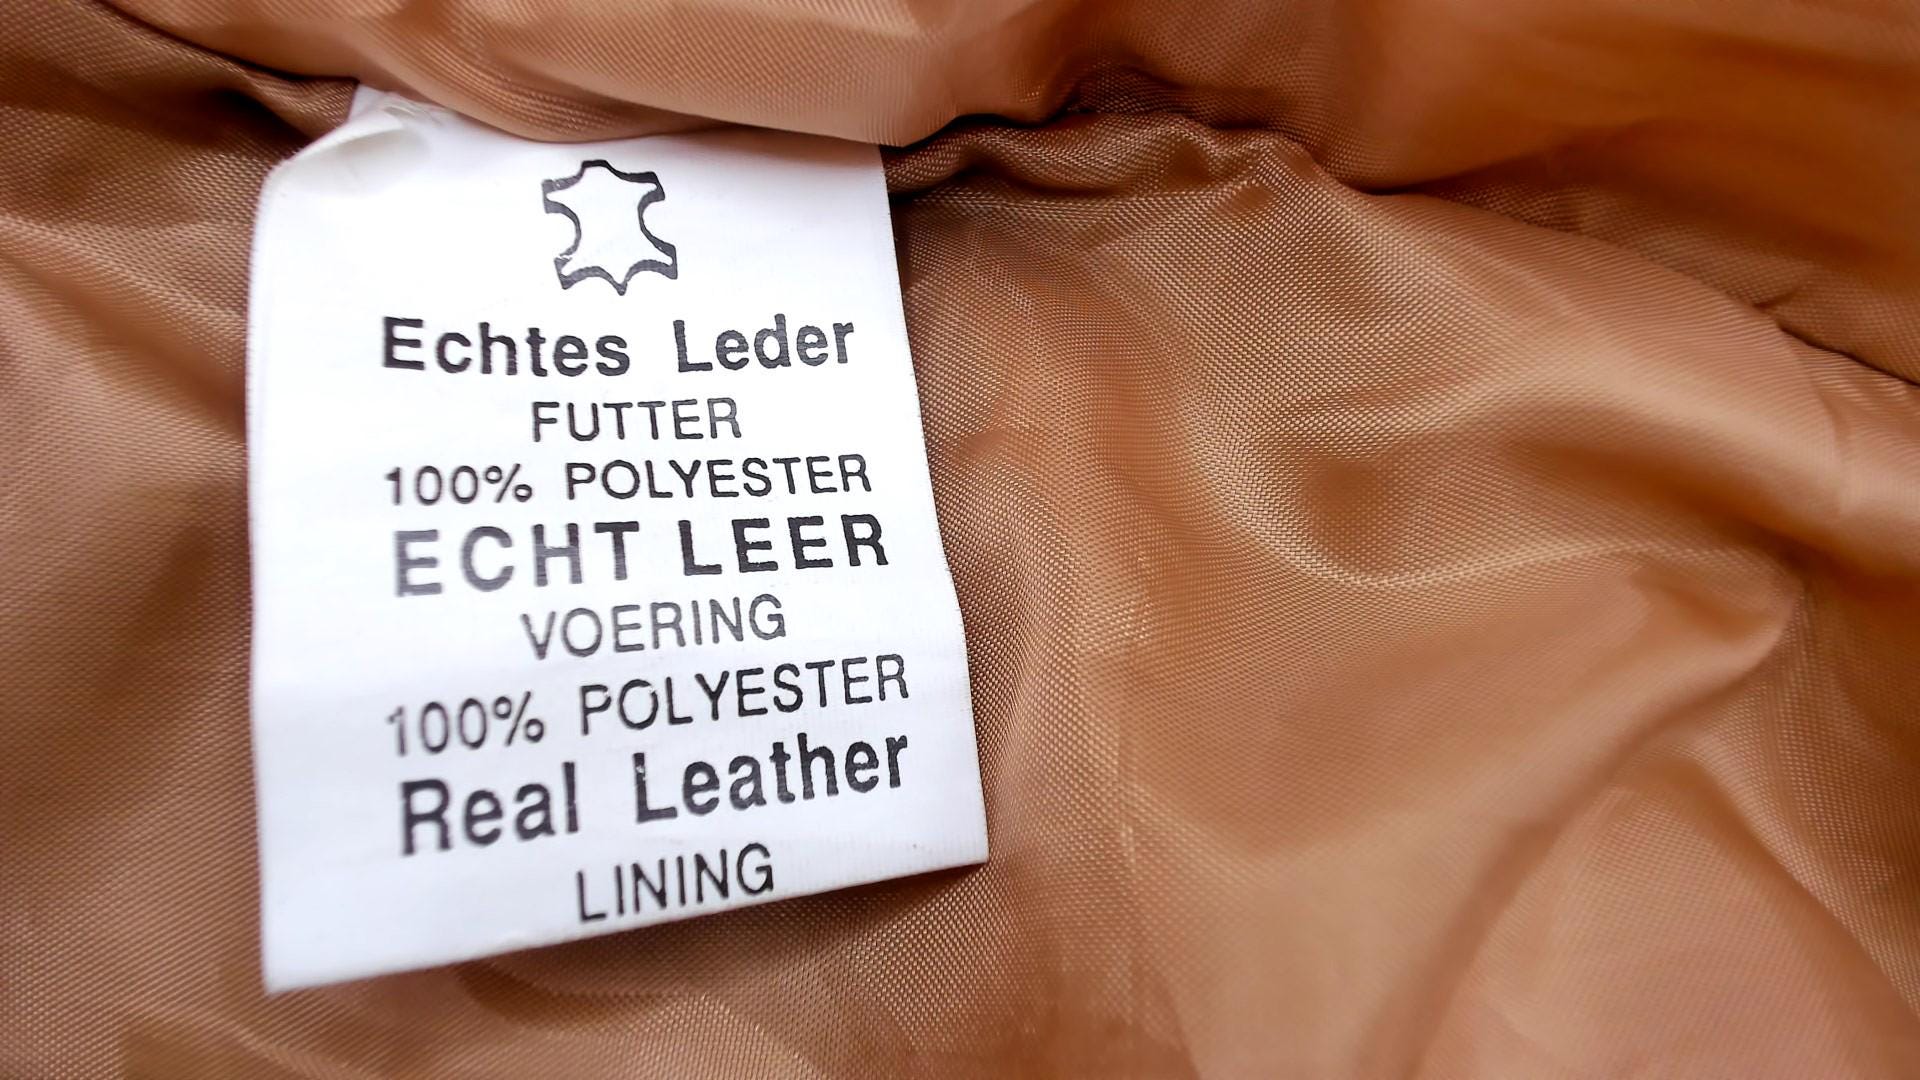 Echtes Leder
FUTTER
100% POLYESTER
ECHT LEER
VOERING
100% POLYESTER
Real Leather
LINING